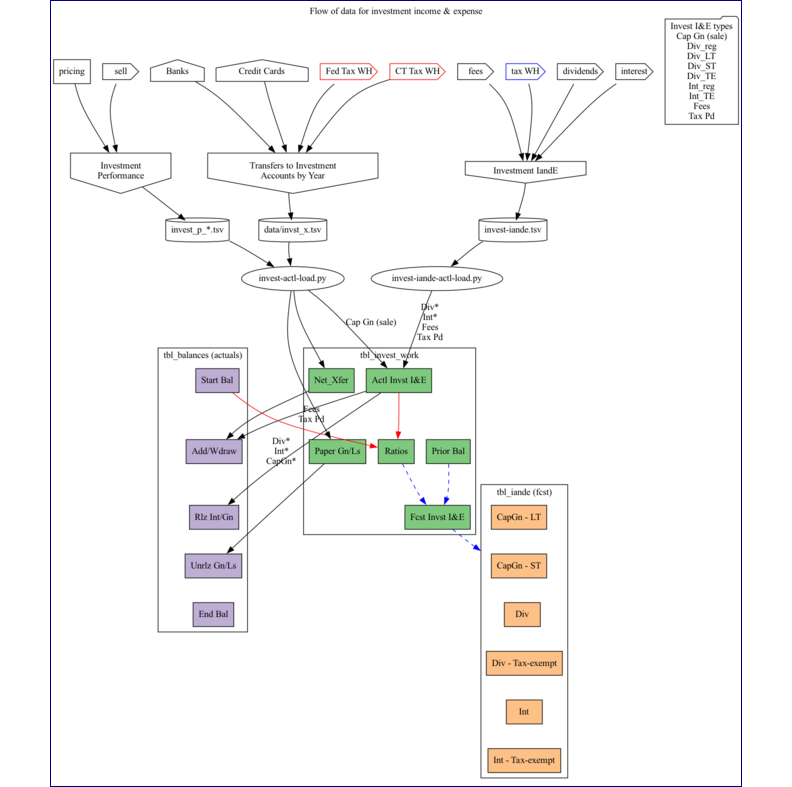 Flow of data for investment income & expense
Invest I&E types
Cap Gn (sale)
Div_reg
Div_LT
Div_ST
Div_TE
Int_reg
Int_TE
Fees
Tax Pd
pricing
sell
Banks
Credit Cards
Fed Tax WH
CT Tax WH
fees
tax WH
dividends
interest
Investment
Performance
Transfers to Investment
Accounts by Year
Investment IandE
invest_p_*.tsv
data/invst_x.tsv
invest-iande.tsv
invest-actl-load.py
invest-iande-actl-load.py
Cap Gn (sale)
Div*
Int*
Fees
Tax Pd
tbl_balances (actuals)
tbl_invest_work
Start Bal
Net_Xfer
Actl Invst I&E
Fees
Tax Pd
Add/Wdraw
Div*
Int*
CapGn*
Paper Gn/Ls
Ratios
Prior Bal
Rlz Int/Gn
Fcst Invst I&E
tbl_iande (fcst)
CapGn - LT
Unrlz Gn/Ls
CapGn - ST
End Bal
Div
Div - Tax-exempt
Int
Int - Tax-exempt